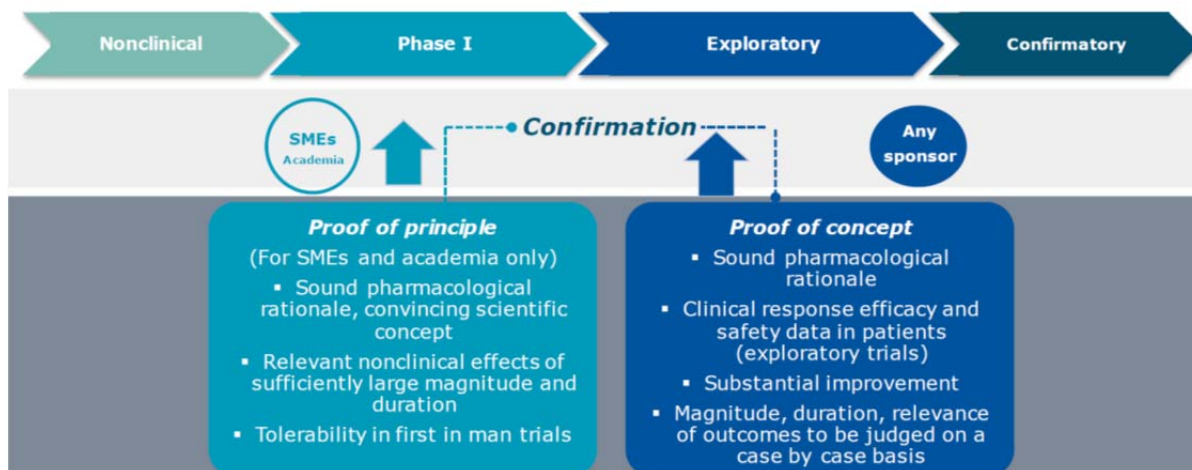 Nonclinical
Phase I
Exploratory
Confirmatory
SMEs
Academia
Confirmation
Any
sponsor
Proof of principle
(For SMEs and academia only)
▪ Sound pharmacological
rationale, convincing scientific
concept
▪ Relevant nonclinical effects of
sufficiently large magnitude and
duration
▪ Tolerability in first in man trials
Proof of concept
▪ Sound pharmacological
rationale
▪ Clinical response efficacy and
safety data in patients
(exploratory trials)
▪ Substantial improvement
▪ Magnitude, duration, relevance
of outcomes to be judged on a
case by case basis